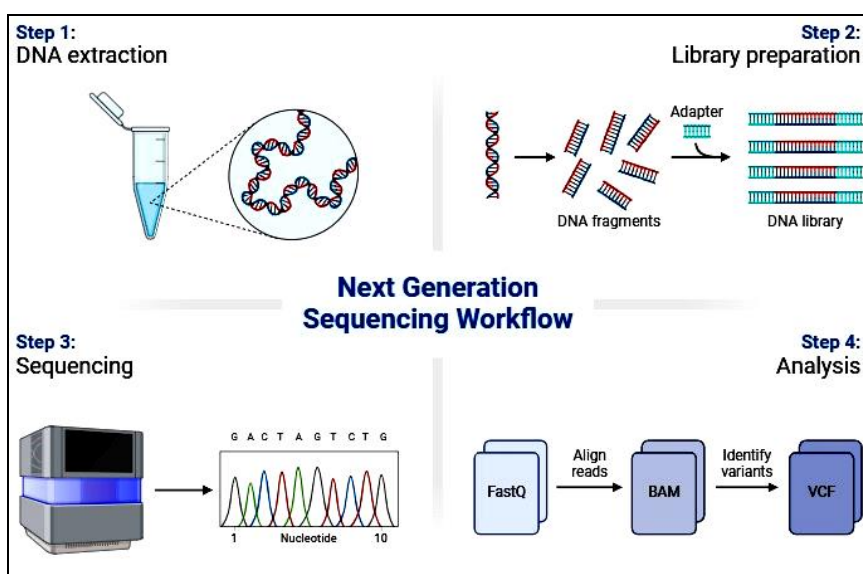 Step 1:
DNA extraction
Step 2:
Library preparation
Adapter
DNA fragments
DNA library
Next Generation
Sequencing Workflow
Step 3:
Sequencing
G A C T A G T C T G
1 Nucleotide 10
Step 4:
Analysis
FastQ
Align
reads
BAM
Identify
variants
VCF